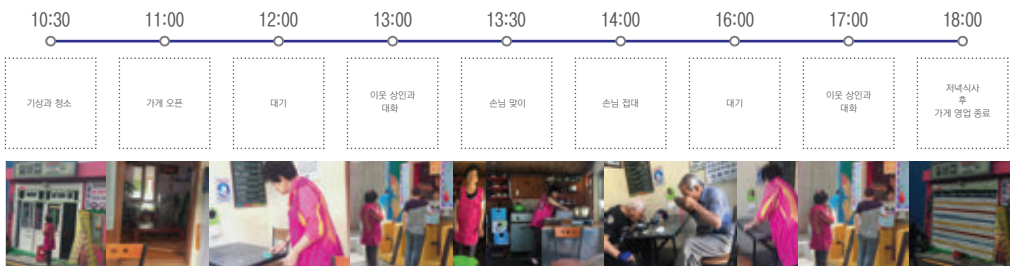 10:30
11:00
12:00
13:00
13:30
14:00
16:00
17:00
18:00
기상과 청소
가게 오픈
대기
이웃 상인과
대화
손님 맞이
손님 접대
대기
이웃 상인과
대화
저녁식사
후
가게 영업 종료